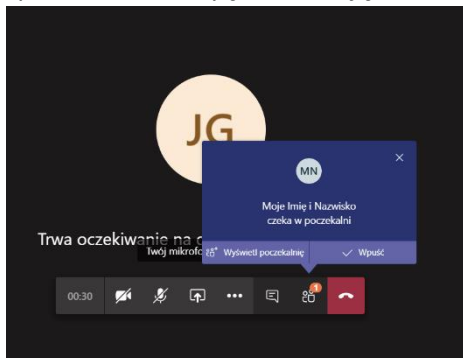 JG
MN
Moje Imię i Nazwisko
czeka w poczekalni
Trwa oczekiwanie na
Twój mikrofo
Wyświetl poczekalnię
Wpuść
00:30
1